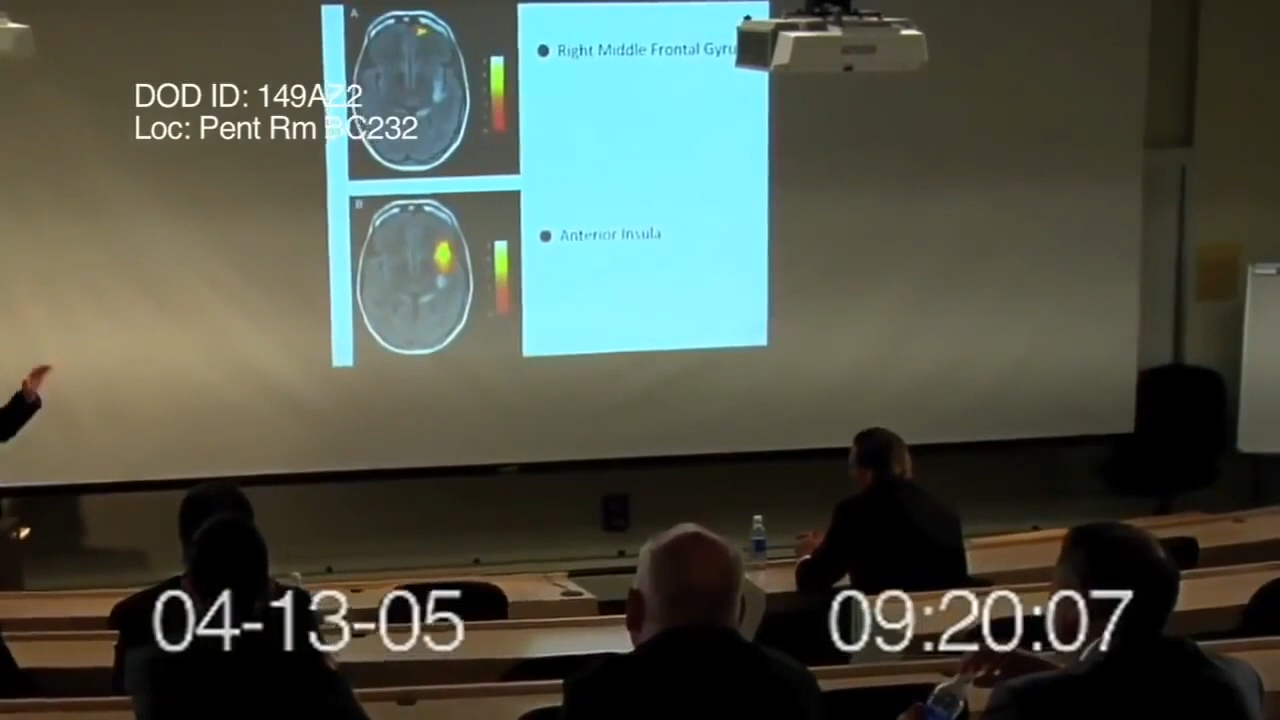 A
Right Middle Frontal Gyru
DOD ID: 149AZ2
Loc: Pent Rm BC232
B
Anterior Insula
04-13-05
09:20:07